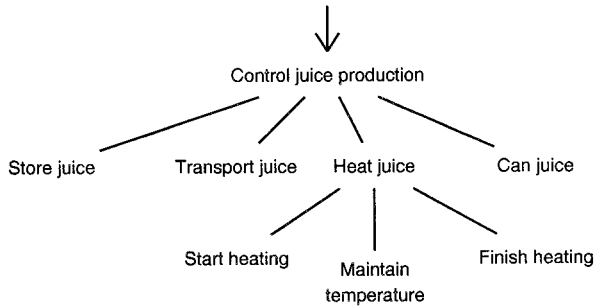 Control juice production
Store juice
Transport juice
Heat juice
Can juice
Start heating
Maintain
temperature
Finish heating